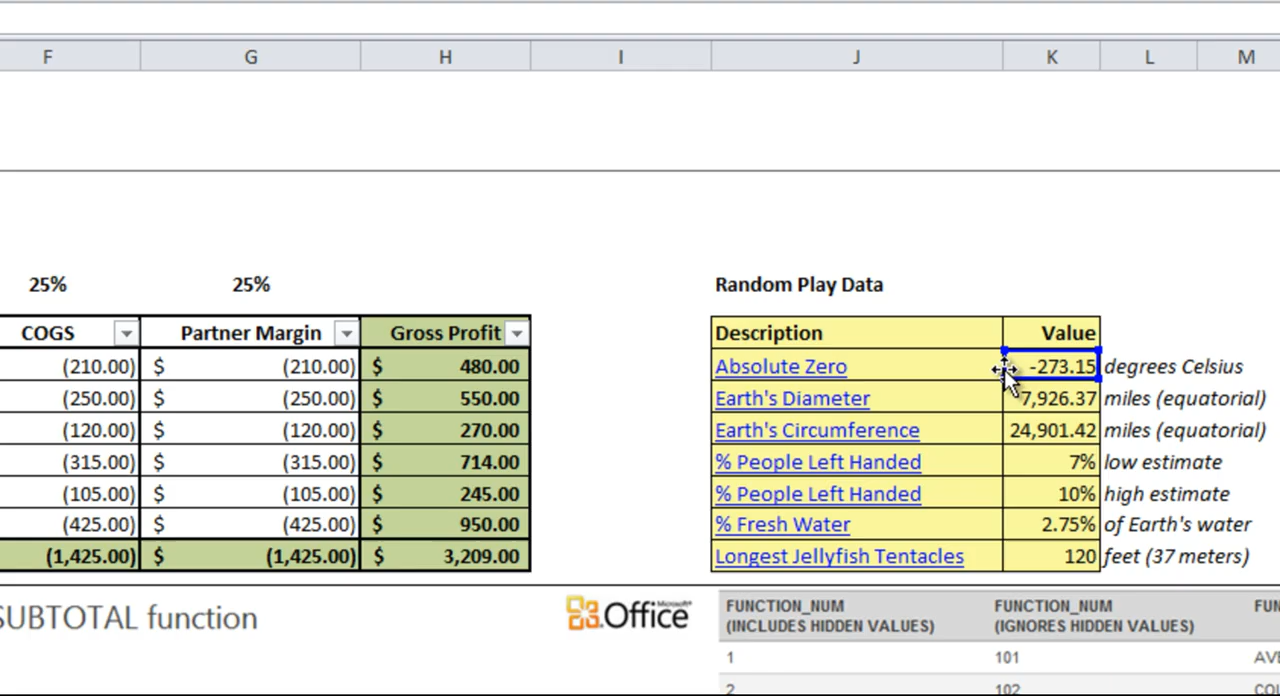 F G H I J K L M
25% 25% Random Play Data
COGS Partner Margin Gross Profit Description Value
(210.00) $ (210.00) $ 480.00 Absolute Zero -273.15 degrees Celsius
(250.00) $ (250.00) $ 550.00 Earth's Diameter 7,926.37 miles (equatorial)
(120.00) $ (120.00) $ 270.00 Earth's Circumference 24,901.42 miles (equatorial)
(315.00) $ (315.00) $ 714.00 % People Left Handed 7% low estimate
(105.00) $ (105.00) $ 245.00 % People Left Handed 10% high estimate
(425.00) $ (425.00) $ 950.00 % Fresh Water 2.75% of Earth's water
(1,425.00) $ (1,425.00) $ 3,209.00 Longest Jellyfish Tentacles 120 feet (37 meters)
SUBTOTAL function Microsoft Office
FUNCTION_NUM FUNCTION_NUM
(INCLUDES HIDDEN VALUES) (IGNORES HIDDEN VALUES)
1 101
2 102